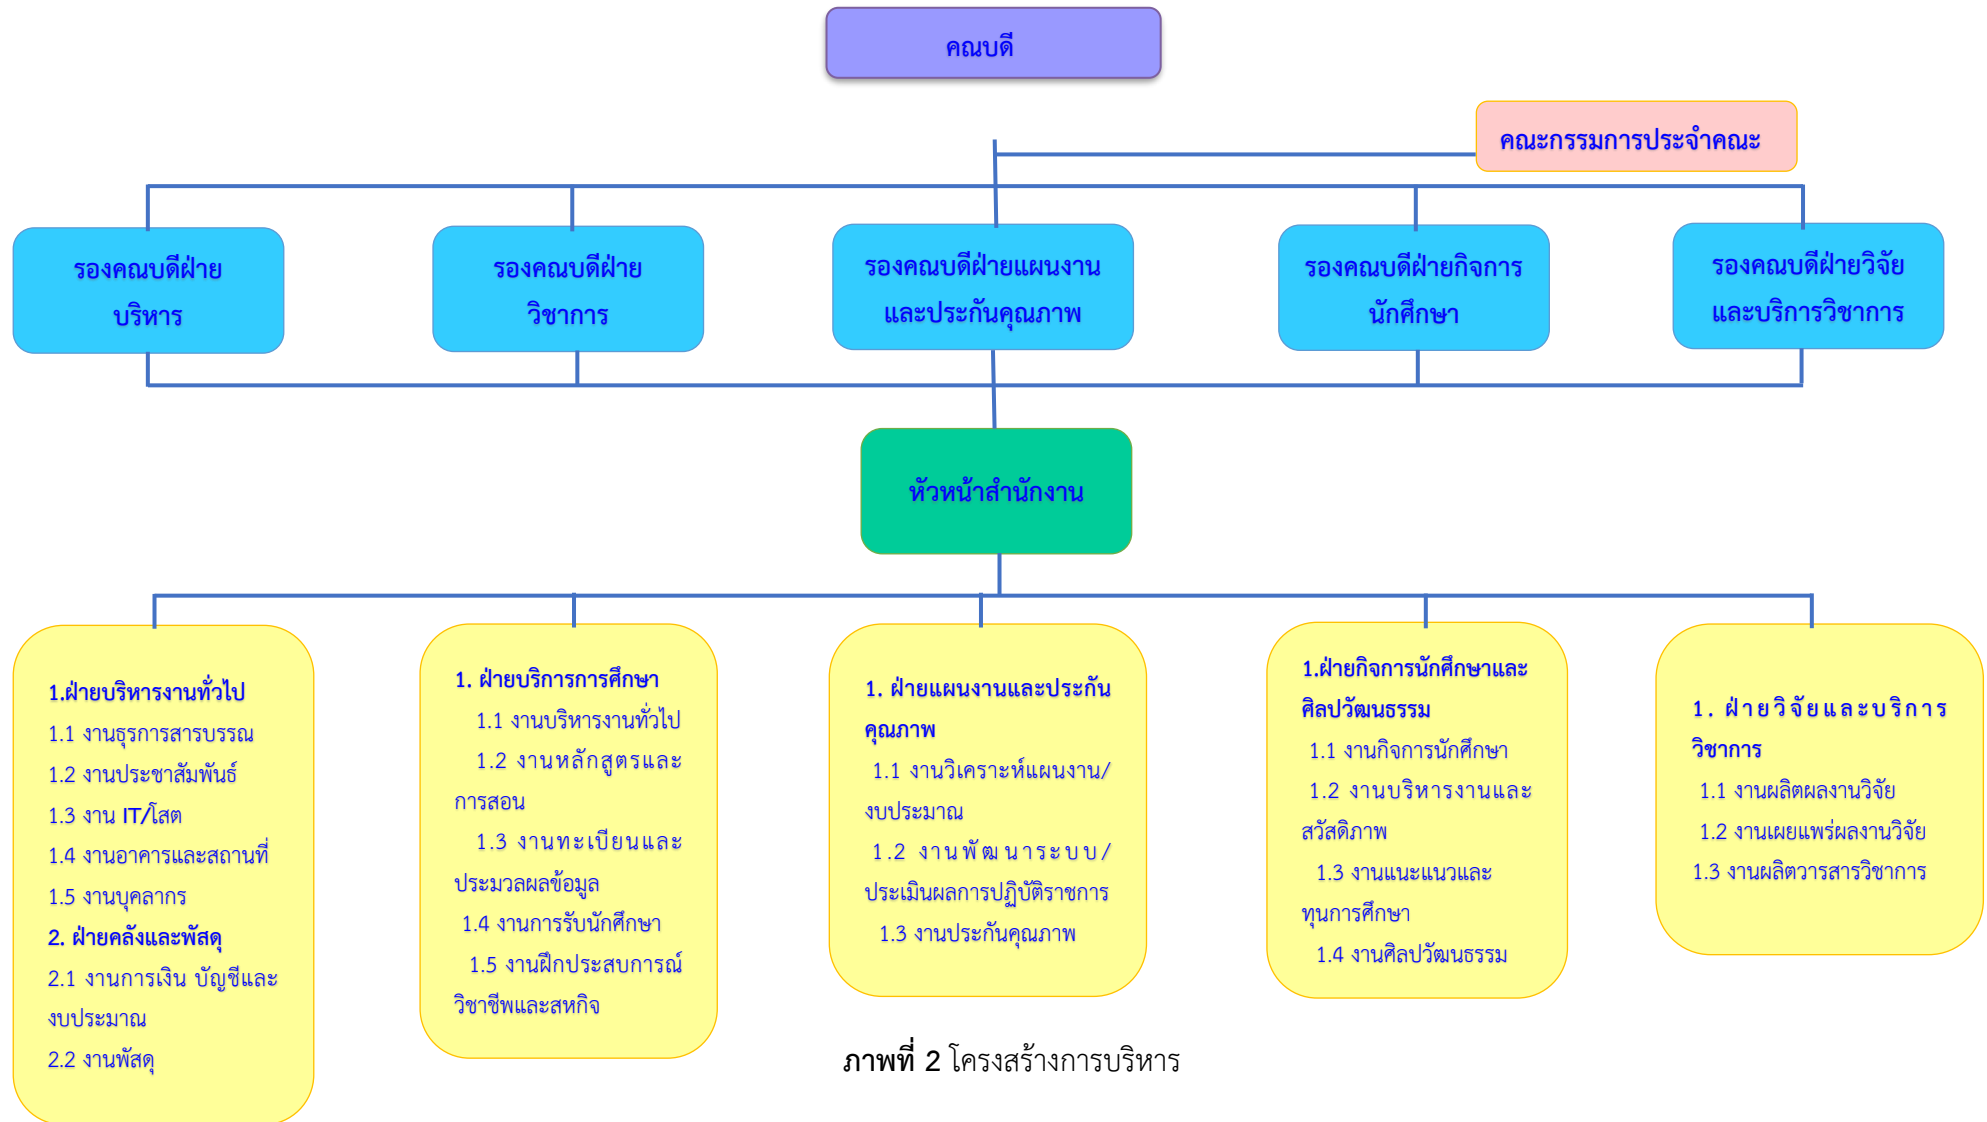 คณบดี
คณะกรรมการประจำคณะ
รองคณบดีฝ่าย
บริหาร
รองคณบดีฝ่าย
วิชาการ
รองคณบดีฝ่ายแผนงาน
และประกันคุณภาพ
รองคณบดีฝ่ายกิจการ
นักศึกษา
รองคณบดีฝ่ายวิจัย
และบริการวิชาการ
หัวหน้าสำนักงาน
1.ฝ่ายบริหารงานทั่วไป
1.1 งานธุรการสารบรรณ
1.2 งานประชาสัมพันธ์
1.3 งาน IT/โสต
1.4 งานอาคารและสถานที่
1.5 งานบุคลากร
2. ฝ่ายคลังและพัสดุ
2.1 งานการเงิน บัญชีและ
งบประมาณ
2.2 งานพัสดุ
1. ฝ่ายบริการการศึกษา
1.1 งานบริหารงานทั่วไป
1.2 งานหลักสูตรและ
การสอน
1.3 งานทะเบียนและ
ประมวลผลข้อมูล
1.4 งานการรับนักศึกษา
1.5 งานฝึกประสบการณ์
วิชาชีพและสหกิจ
1. ฝ่ายแผนงานและประกัน
คุณภาพ
1.1 งานวิเคราะห์แผนงาน/
งบประมาณ
1.2 งานพัฒนาระบบ/
ประเมินผลการปฏิบัติราชการ
1.3 งานประกันคุณภาพ
1.ฝ่ายกิจการนักศึกษาและ
ศิลปวัฒนธรรม
1.1 งานกิจการนักศึกษา
1.2 งานบริหารงานและ
สวัสดิภาพ
1.3 งานแนะแนวและ
ทุนการศึกษา
1.4 งานศิลปวัฒนธรรม
1. ฝ่ายวิจัยและบริการ
วิชาการ
1.1 งานผลิตผลงานวิจัย
1.2 งานเผยแพร่ผลงานวิจัย
1.3 งานผลิตวารสารวิชาการ
ภาพที่ 2 โครงสร้างการบริหาร